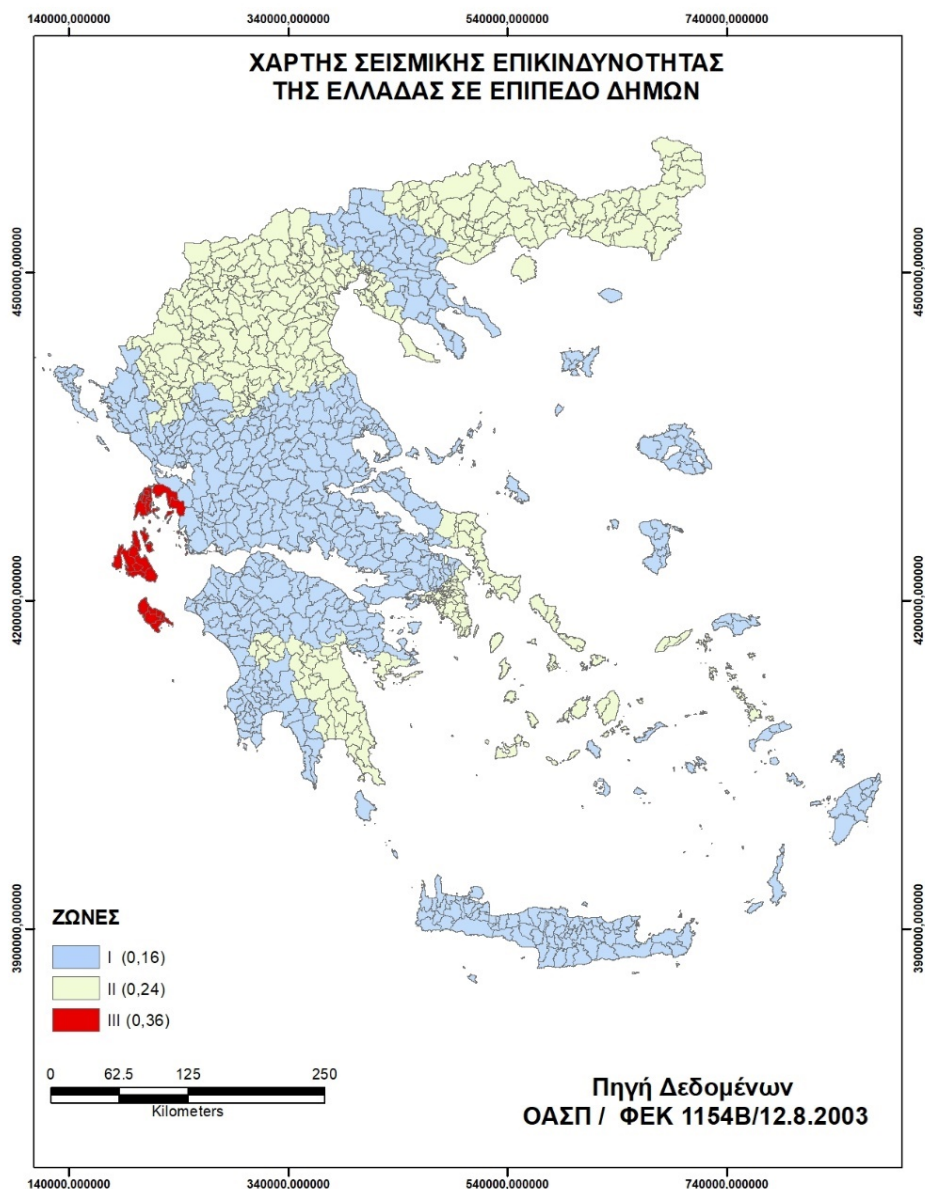 140000,000000 340000,000000 540000,000000 740000,000000
ΧΑΡΤΗΣ ΣΕΙΣΜΙΚΗΣ ΕΠΙΚΙΝΔΥΝΟΤΗΤΑΣ
ΤΗΣ ΕΛΛΑΔΑΣ ΣΕ ΕΠΙΠΕΔΟ ΔΗΜΩΝ
4500000,000000 4500000,000000
4200000,000000 4200000,000000
3900000,000000 3900000,000000
ΖΩΝΕΣ
I (0,16)
II (0,24)
III (0,36)
0 62.5 125 250
Kilometers
Πηγή Δεδομένων
ΟΑΣΠ / ΦΕΚ 1154Β/12.8.2003
140000,000000 340000,000000 540000,000000 740000,000000